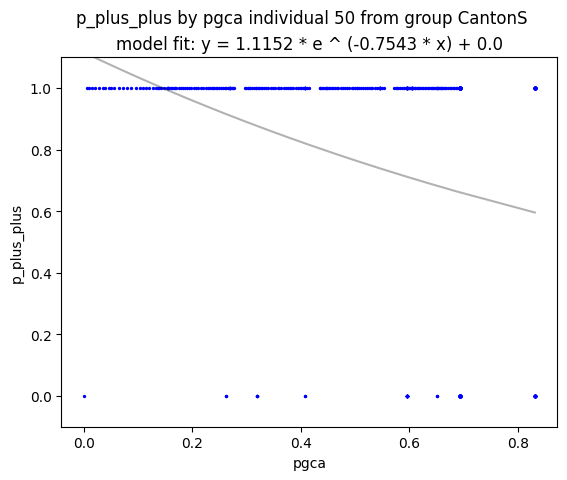 p_plus_plus by pgca individual 50 from group CantonS
model fit: y = 1.1152 * e ^ (-0.7543 * x) + 0.0
1.0
0.8
0.6
0.4
0.2
0.0
p_plus_plus
0.0 0.2 0.4 0.6 0.8
pgca